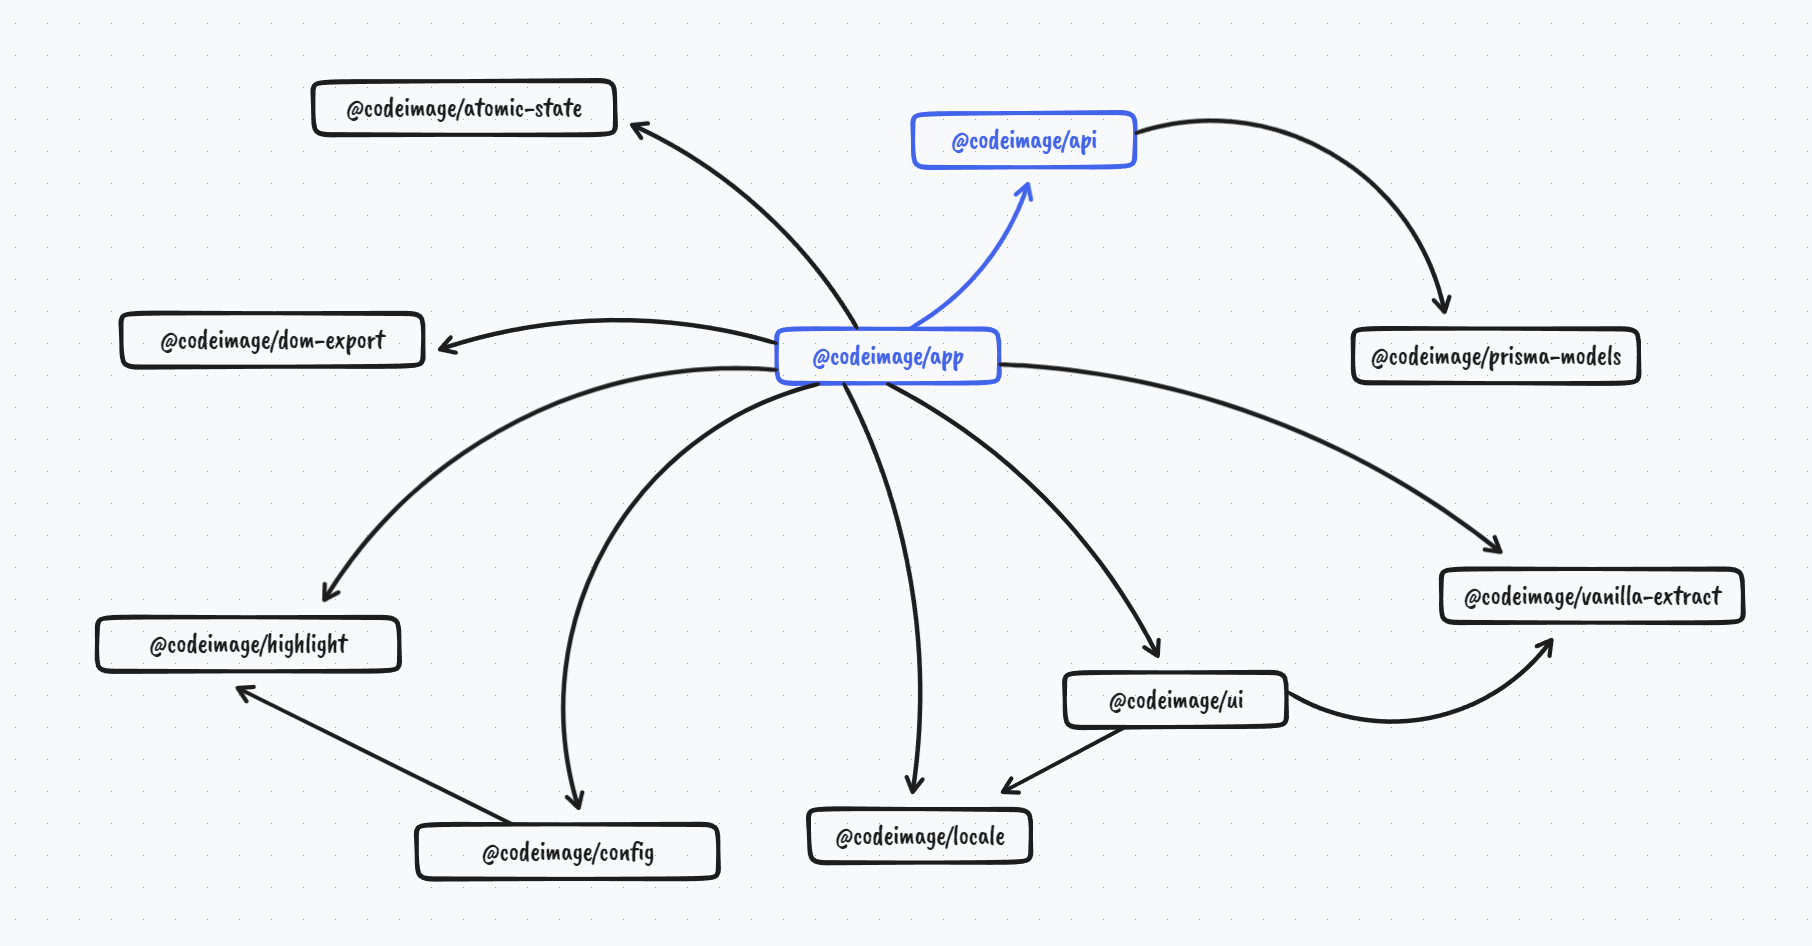 @codeimage/atomic-state
@codeimage/api
@codeimage/dom-export
@codeimage/app
@codeimage/prisma-models
@codeimage/vanilla-extract
@codeimage/highlight
@codeimage/ui
@codeimage/locale
@codeimage/config